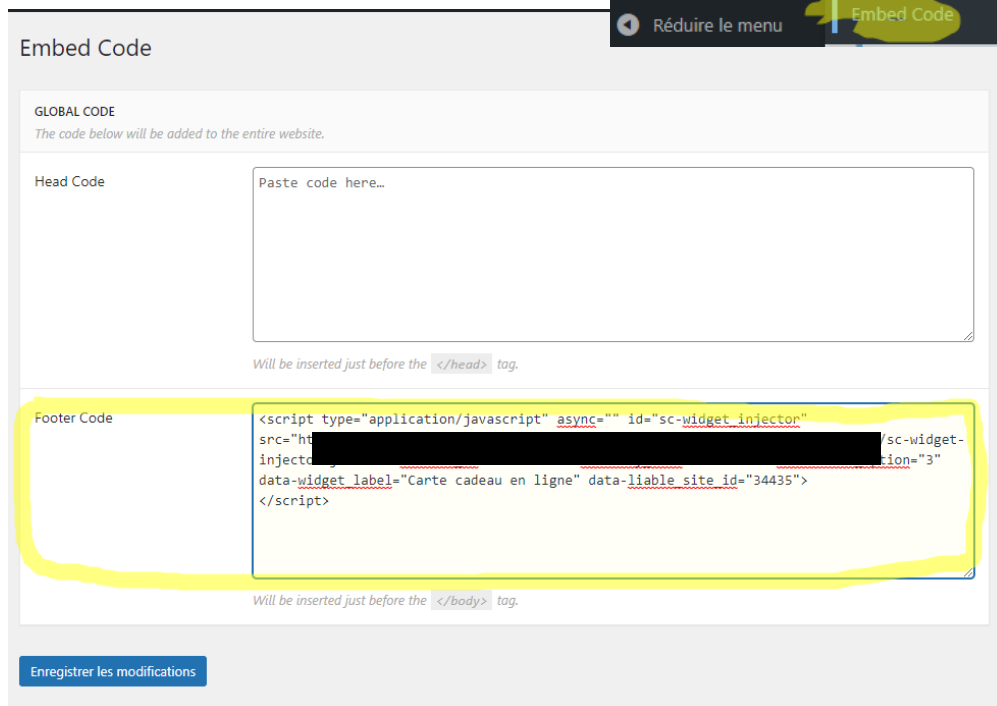 Réduire le menu
Embed Code
Embed Code
GLOBAL CODE
The code below will be added to the entire website.
Head Code
Paste code here…
Will be inserted just before the </head> tag.
Footer Code
<script type="application/javascript" async="" id="sc-widget_injector"
src="ht /sc-widget-
injecto tion="3"
data-widget_label="Carte cadeau en ligne" data-liable_site_id="34435">
</script>
Will be inserted just before the </body> tag.
Enregistrer les modifications